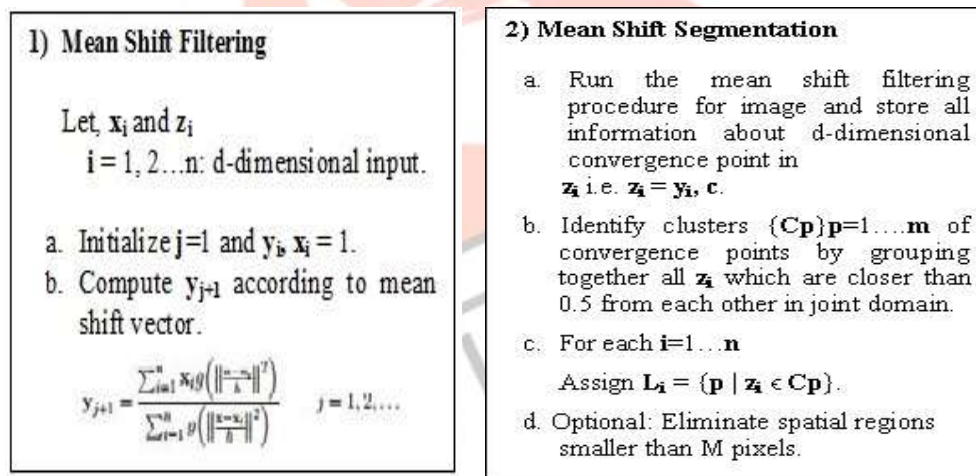 1) Mean Shift Filtering
Let, xᵢ and zᵢ
i = 1, 2...n: d-dimensional input.
a. Initialize j=1 and yᵢ, xᵢ = 1.
b. Compute yⱼ₊₁ according to mean
shift vector.
yⱼ₊₁ = j = 1,2,...
2) Mean Shift Segmentation
a. Run the mean shift filtering
procedure for image and store all
information about d-dimensional
convergence point in
zᵢ i.e. zᵢ = yᵢ, c.
b. Identify clusters {Cp}p=1....m of
convergence points by grouping
together all zᵢ which are closer than
0.5 from each other in joint domain.
c. For each i=1...n
Assign Lᵢ = {p | zᵢ ϵ Cp}.
d. Optional: Eliminate spatial regions
smaller than M pixels.